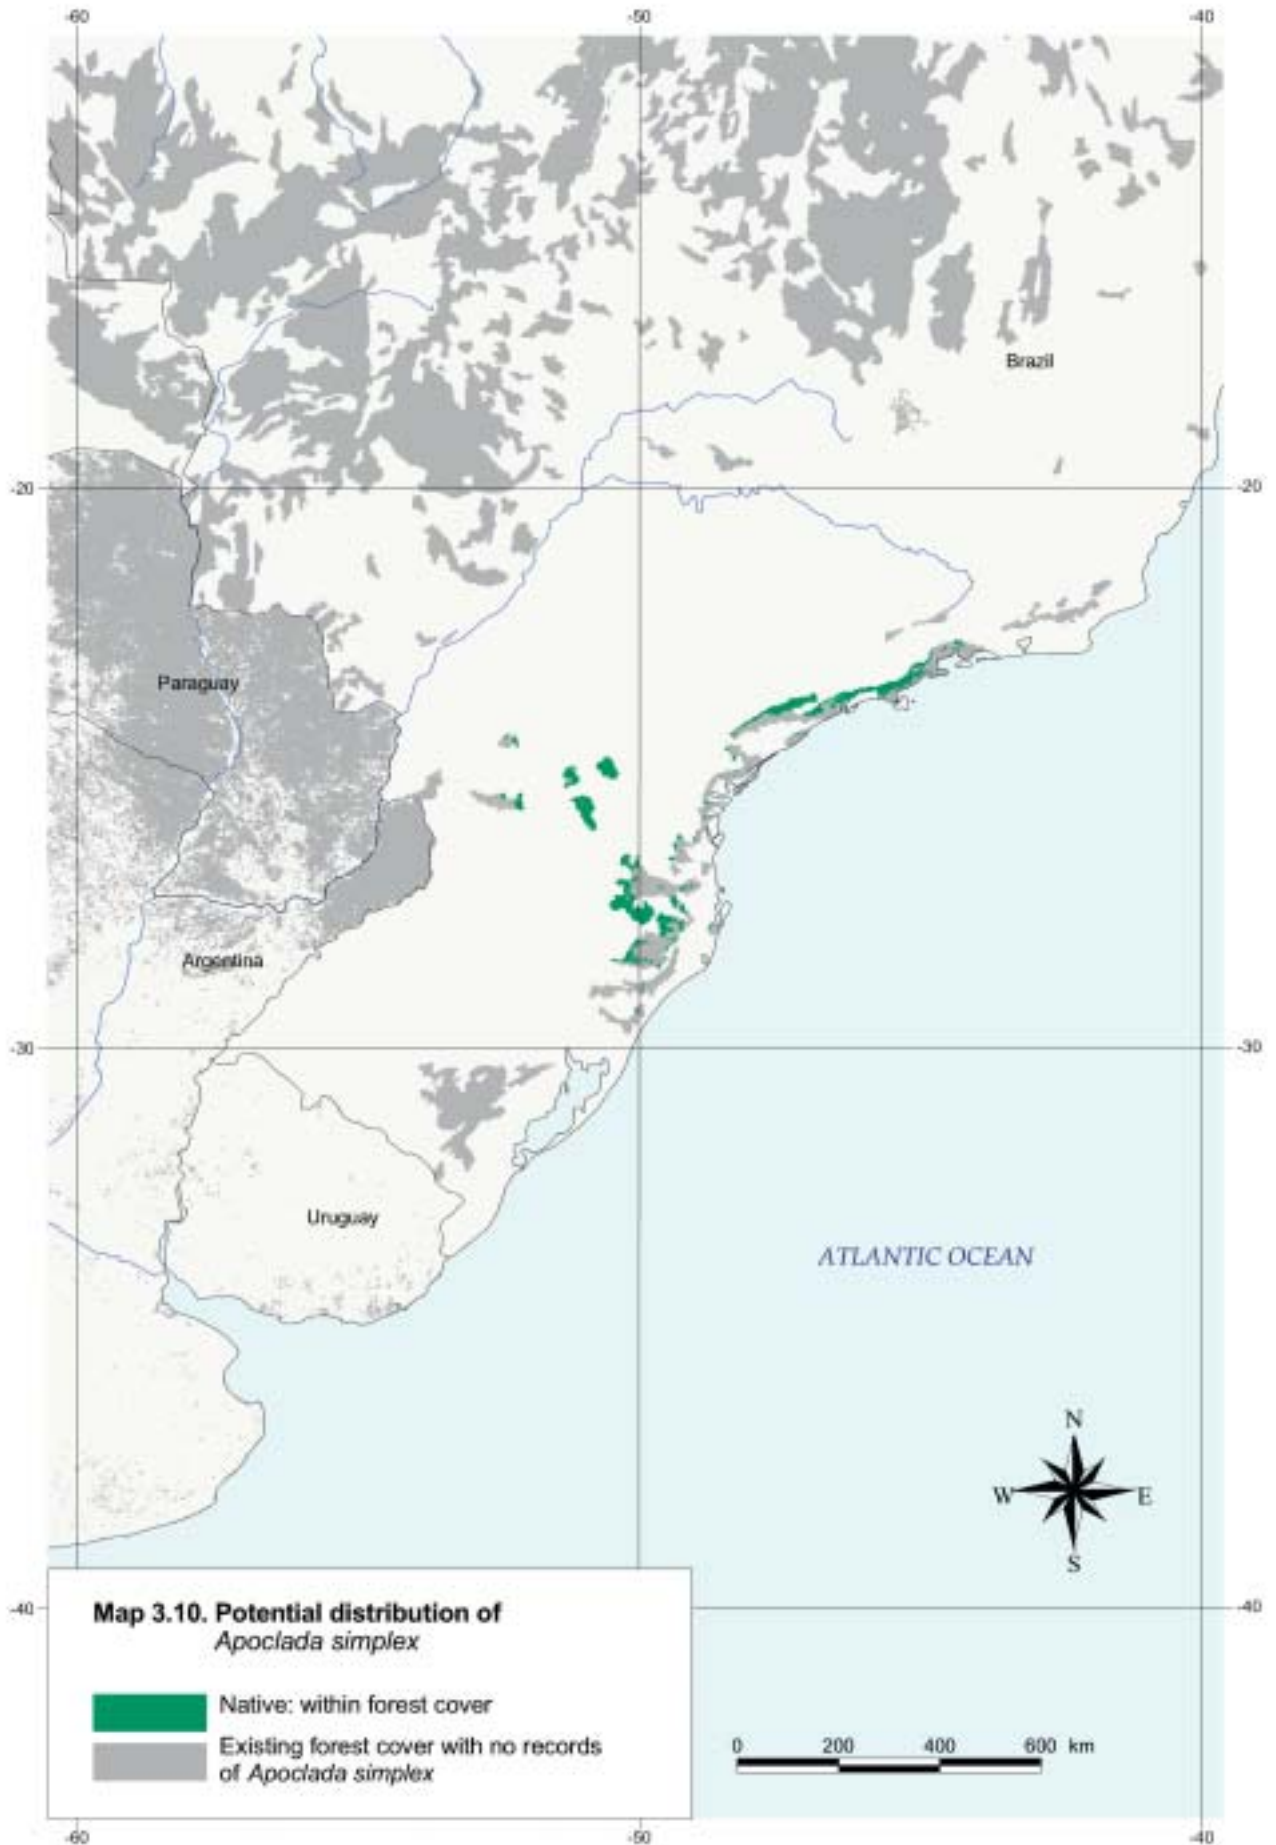 -60
-50
-40
Brazil
-20
-20
Paraguay
Argentina
-30
-30
Uruguay
ATLANTIC OCEAN
N
W
E
S
-40
-40
Map 3.10. Potential distribution of
Apoclada simplex
Native: within forest cover
Existing forest cover with no records
of Apoclada simplex
0 200 400 600 km
-60
-50
-40